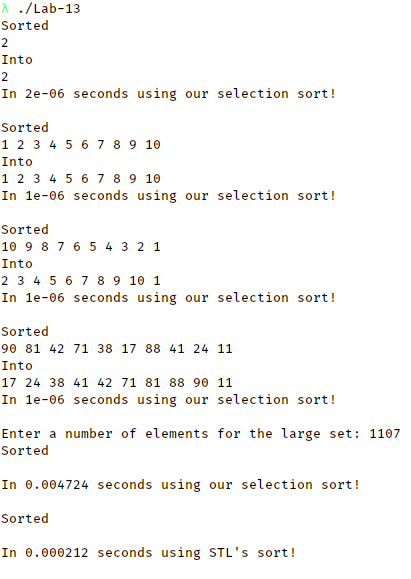 λ ./Lab-13
Sorted
2
Into
2
In 2e-06 seconds using our selection sort!
Sorted
1 2 3 4 5 6 7 8 9 10
Into
1 2 3 4 5 6 7 8 9 10
In 1e-06 seconds using our selection sort!
Sorted
10 9 8 7 6 5 4 3 2 1
Into
2 3 4 5 6 7 8 9 10 1
In 1e-06 seconds using our selection sort!
Sorted
90 81 42 71 38 17 88 41 24 11
Into
17 24 38 41 42 71 81 88 90 11
In 1e-06 seconds using our selection sort!
Enter a number of elements for the large set: 1107
Sorted
In 0.004724 seconds using our selection sort!
Sorted
In 0.000212 seconds using STL's sort!